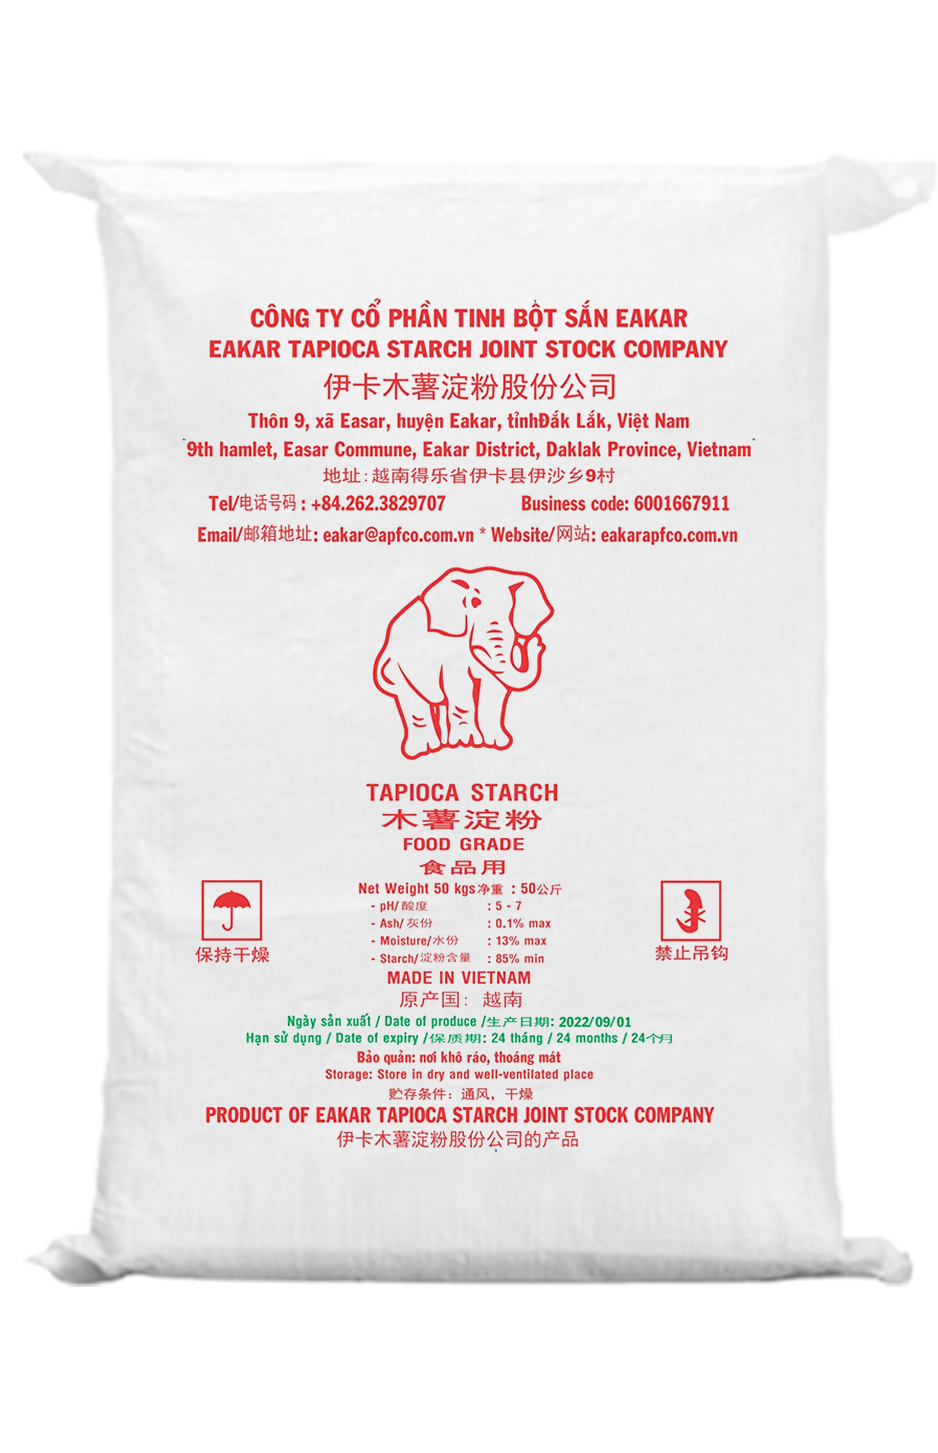 CÔNG TY CỔ PHẦN TINH BỘT SẮN EAKAR
EAKAR TAPIOCA STARCH JOINT STOCK COMPANY
伊卡木薯淀粉股份公司
Thôn 9, xã Easar, huyện Eakar, tỉnhĐắk Lắk, Việt Nam
9th hamlet, Easar Commune, Eakar District, Daklak Province, Vietnam
地址:越南得乐省伊卡县伊沙乡9村
Tel/电话号码 : +84.262.3829707 Business code: 6001667911
Email/邮箱地址: eakar@apfco.com.vn * Website/网站: eakarapfco.com.vn
TAPIOCA STARCH
木薯淀粉
FOOD GRADE
食品用
Net Weight 50 kgs净重 : 50公斤
- pH/酸度 : 5 - 7
- Ash/灰份 : 0.1% max
- Moisture/水份 : 13% max
- Starch/淀粉含量 : 85% min
保持干燥
禁止吊钩
MADE IN VIETNAM
原产国: 越南
Ngày sản xuất / Date of produce /生产日期: 2022/09/01
Hạn sử dụng / Date of expiry /保质期: 24 tháng / 24 months / 24个月
Bảo quản: nơi khô ráo, thoáng mát
Storage: Store in dry and well-ventilated place
贮存条件: 通风, 干燥
PRODUCT OF EAKAR TAPIOCA STARCH JOINT STOCK COMPANY
伊卡木薯淀粉股份公司的产品